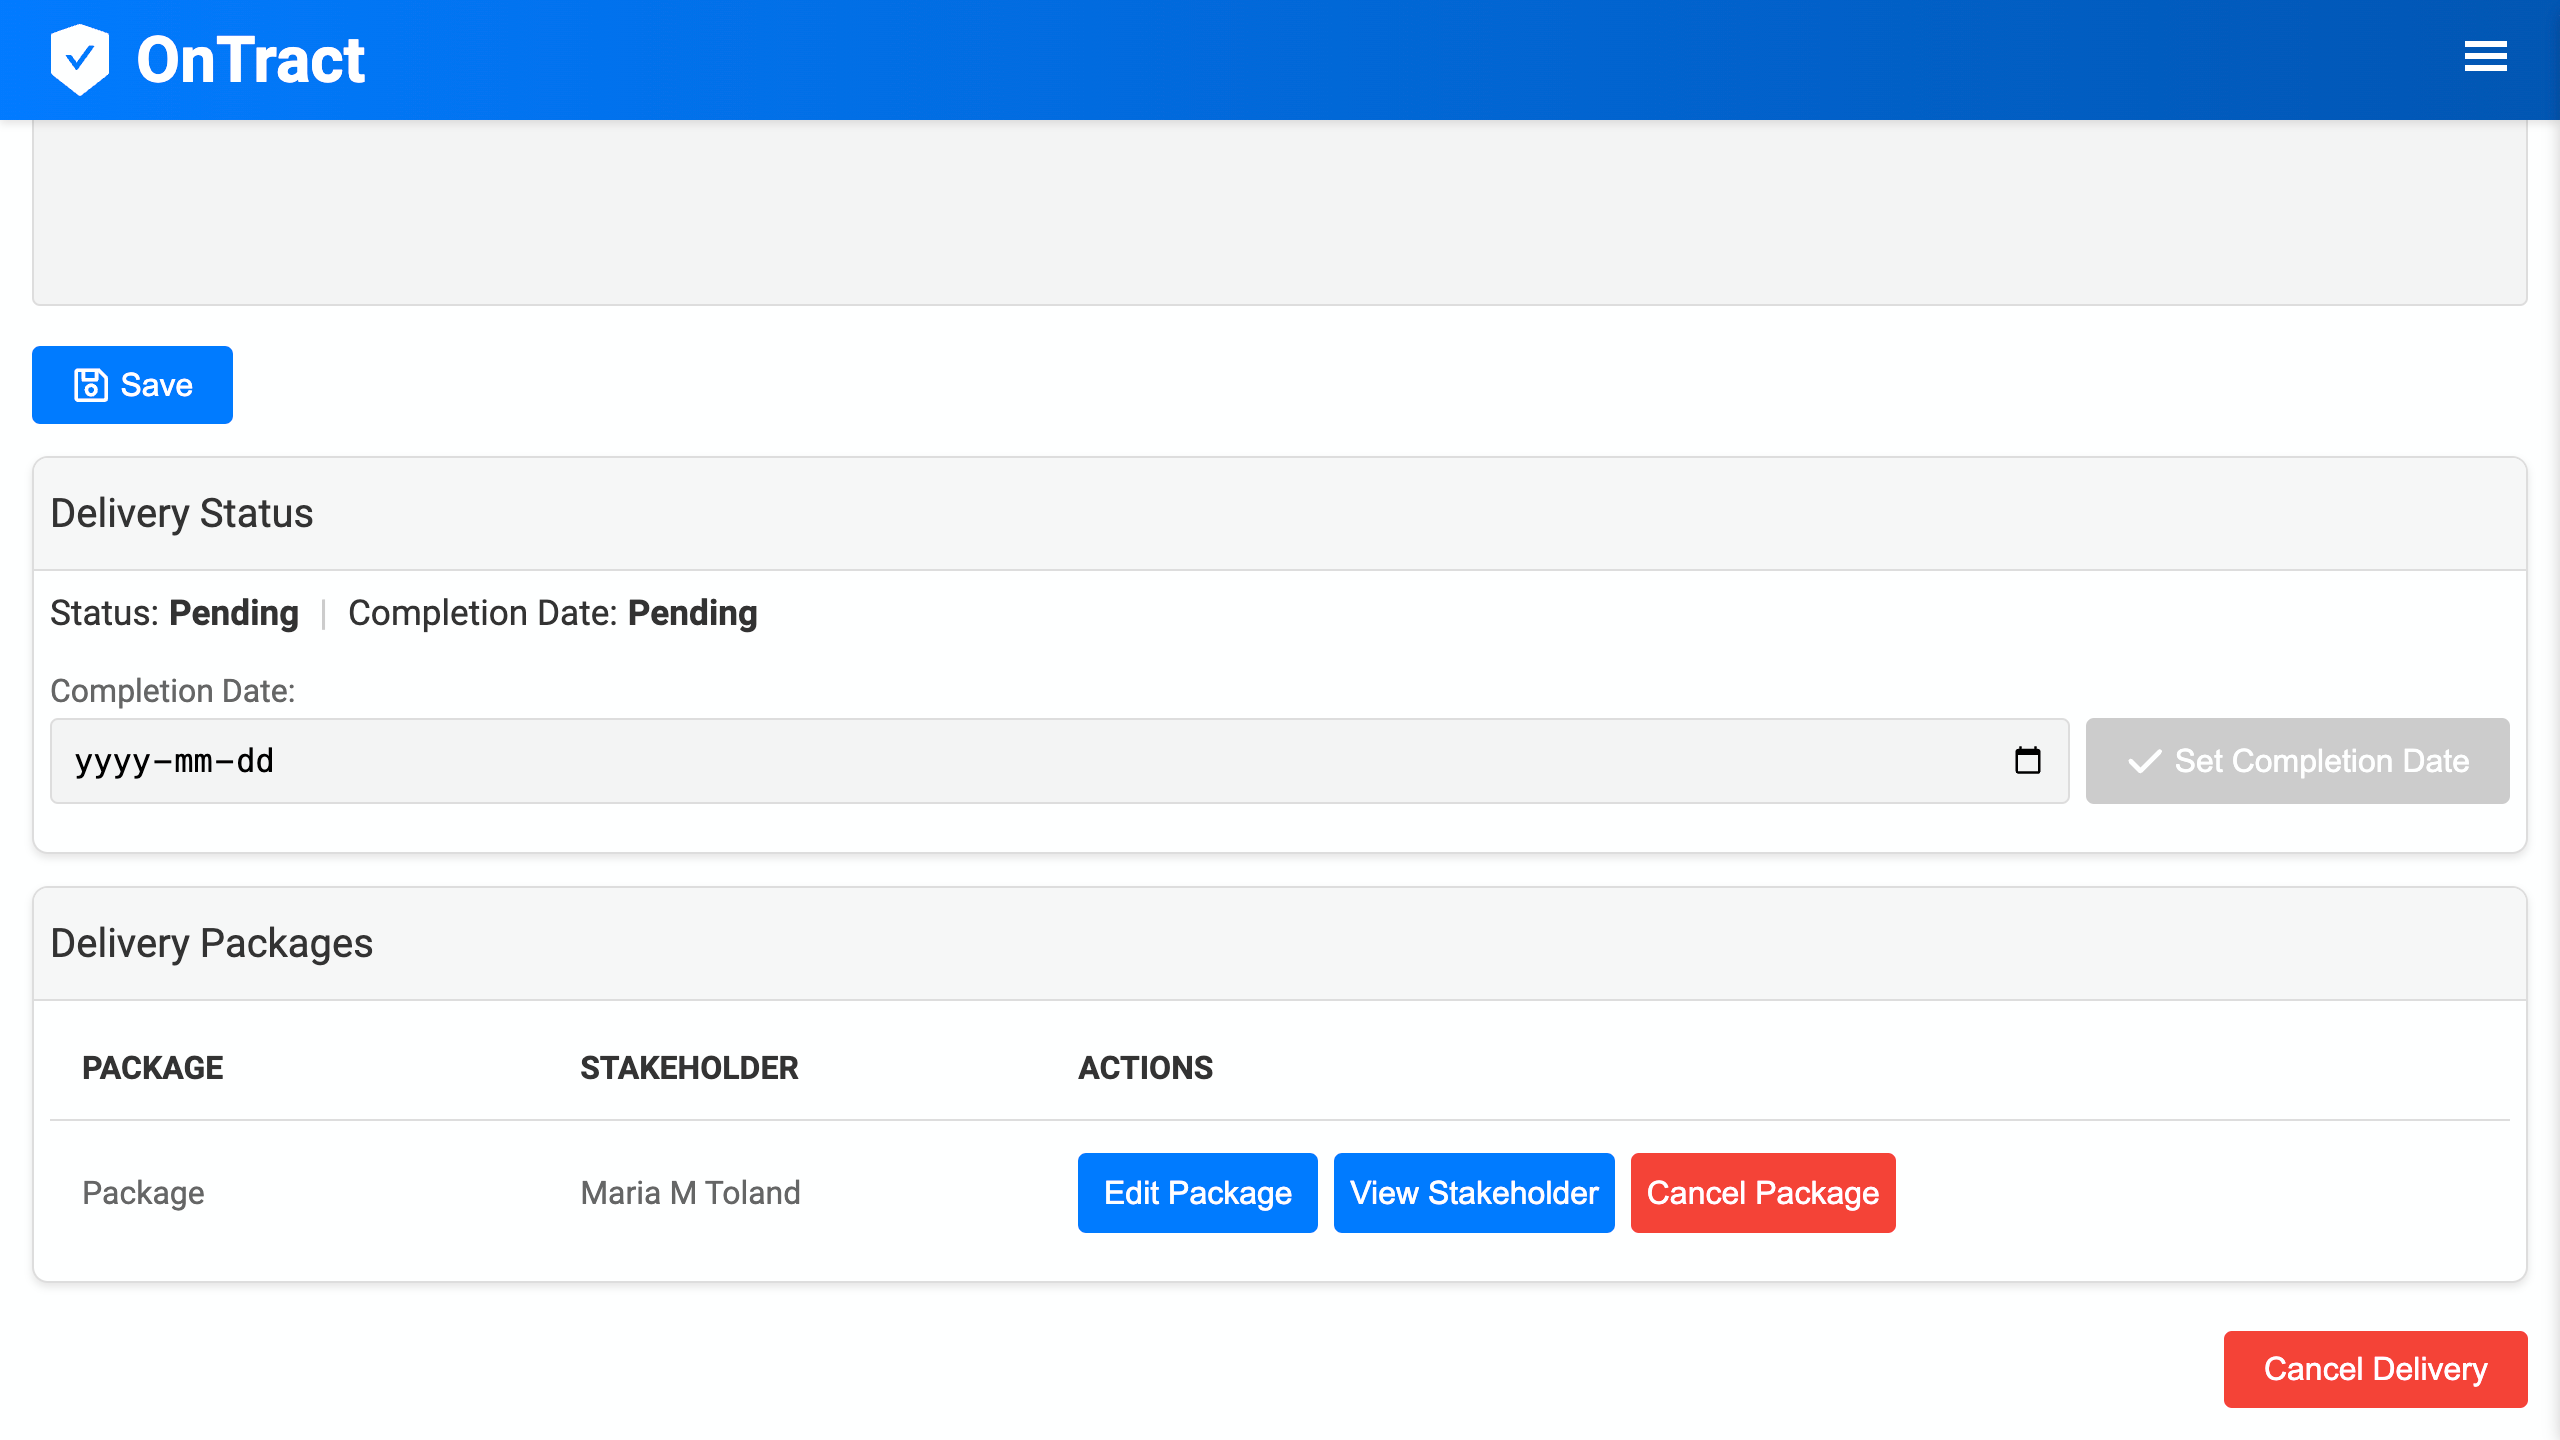 OnTract
Save
Delivery Status
Status: Pending | Completion Date: Pending
Completion Date:
yyyy-mm-dd
Set Completion Date
Delivery Packages
PACKAGE STAKEHOLDER ACTIONS
Package Maria M Toland Edit Package View Stakeholder Cancel Package
Cancel Delivery